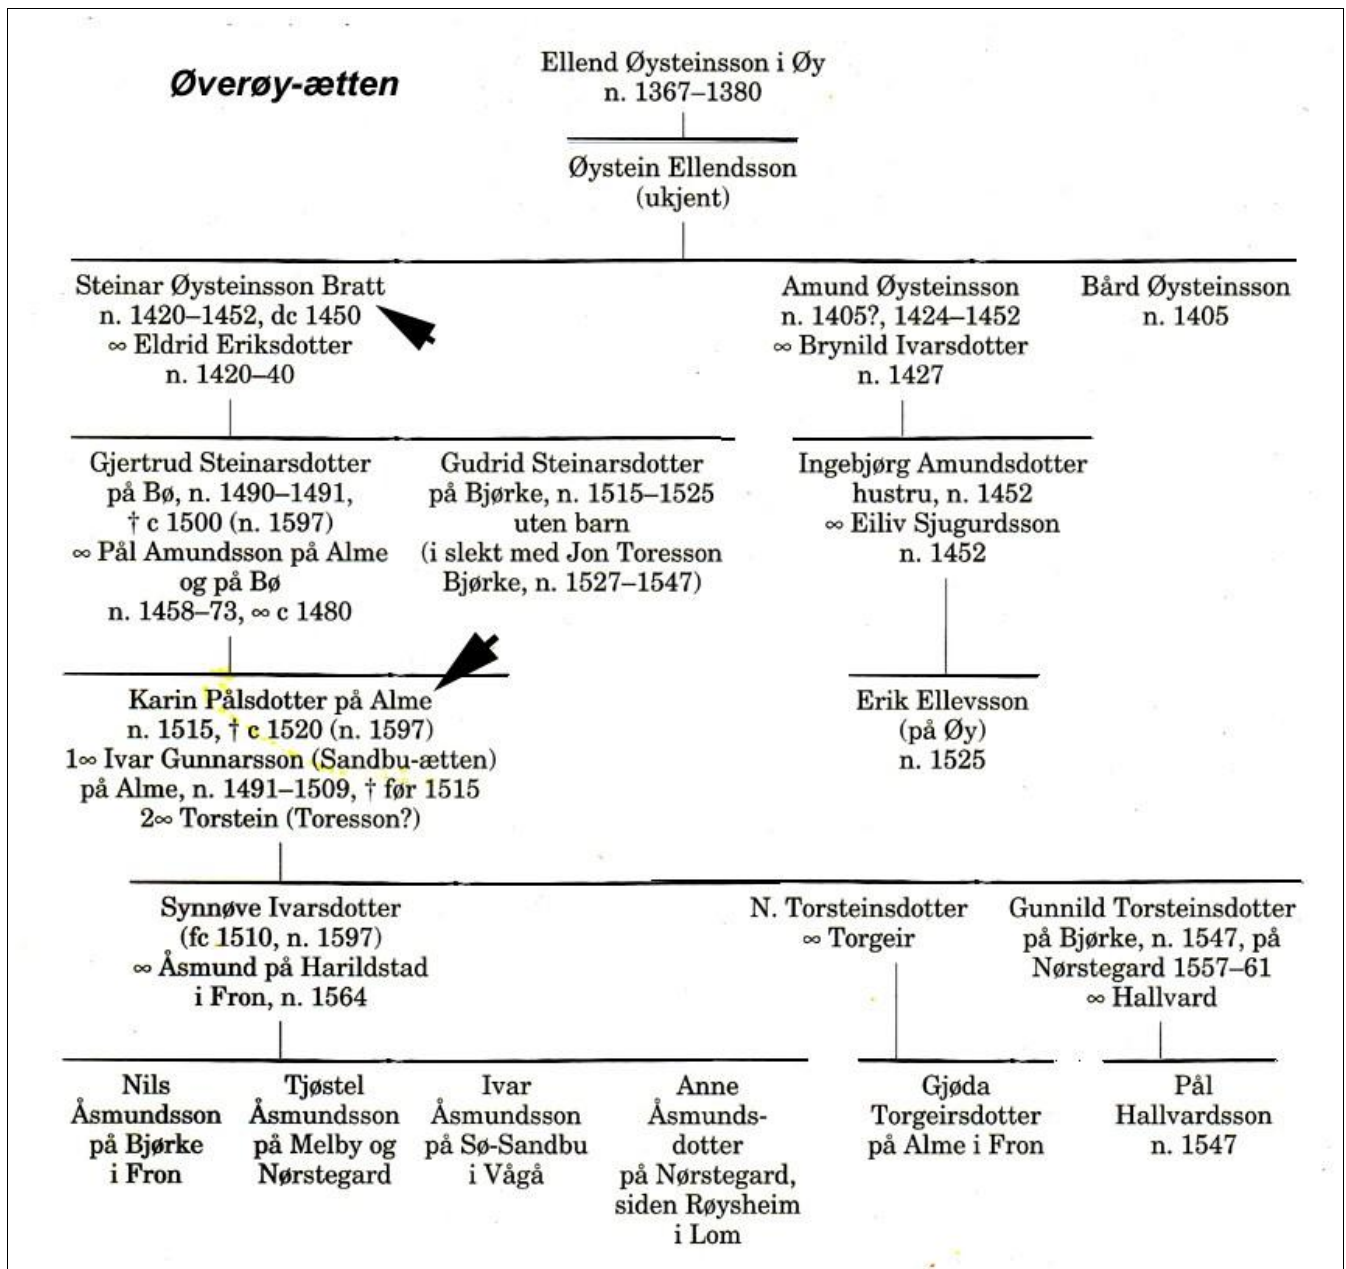 Øverøy-ætten
Ellend Øysteinsson i Øy
n. 1367–1380
Øystein Ellendsson
(ukjent)
Steinar Øysteinsson Bratt
n. 1420–1452, dc 1450
∞ Eldrid Eriksdotter
n. 1420–40
Amund Øysteinsson
n. 1405?, 1424–1452
∞ Brynild Ivarsdotter
n. 1427
Bård Øysteinsson
n. 1405
Gjertrud Steinarsdotter
på Bø, n. 1490–1491,
† c 1500 (n. 1597)
∞ Pål Amundsson på Alme
og på Bø
n. 1458–73, ∞ c 1480
Gudrid Steinarsdotter
på Bjørke, n. 1515–1525
uten barn
(i slekt med Jon Toresson
Bjørke, n. 1527–1547)
Ingebjørg Amundsdotter
hustru, n. 1452
∞ Eiliv Sjugurdsson
n. 1452
Karin Pålsdotter på Alme
n. 1515, † c 1520 (n. 1597)
1∞ Ivar Gunnarsson (Sandbu-ætten)
på Alme, n. 1491–1509, † før 1515
2∞ Torstein (Toresson?)
Erik Ellevsson
(på Øy)
n. 1525
Synnøve Ivarsdotter
(fc 1510, n. 1597)
∞ Åsmund på Harildstad
i Fron, n. 1564
N. Torsteinsdotter
∞ Torgeir
Gunnild Torsteinsdotter
på Bjørke, n. 1547, på
Nørstegard 1557–61
∞ Hallvard
Nils
Åsmundsson
på Bjørke
i Fron
Tjøstel
Åsmundsson
på Melby og
Nørstegard
Ivar
Åsmundsson
på Sø-Sandbu
i Vågå
Anne
Åsmunds-
dotter
på Nørstegard,
siden Røysheim
i Lom
Gjøda
Torgeirsdotter
på Alme i Fron
Pål
Hallvardsson
n. 1547